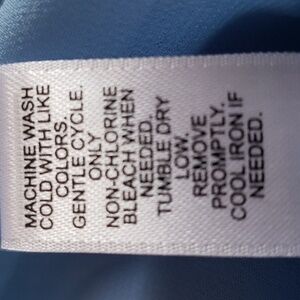 MACHINE WASH
COLD WITH LIKE
COLORS.
GENTLE CYCLE.
ONLY
NON-CHLORINE
BLEACH WHEN
NEEDED.
TUMBLE DRY
LOW.
REMOVE
PROMPTLY.
COOL IRON IF
NEEDED.